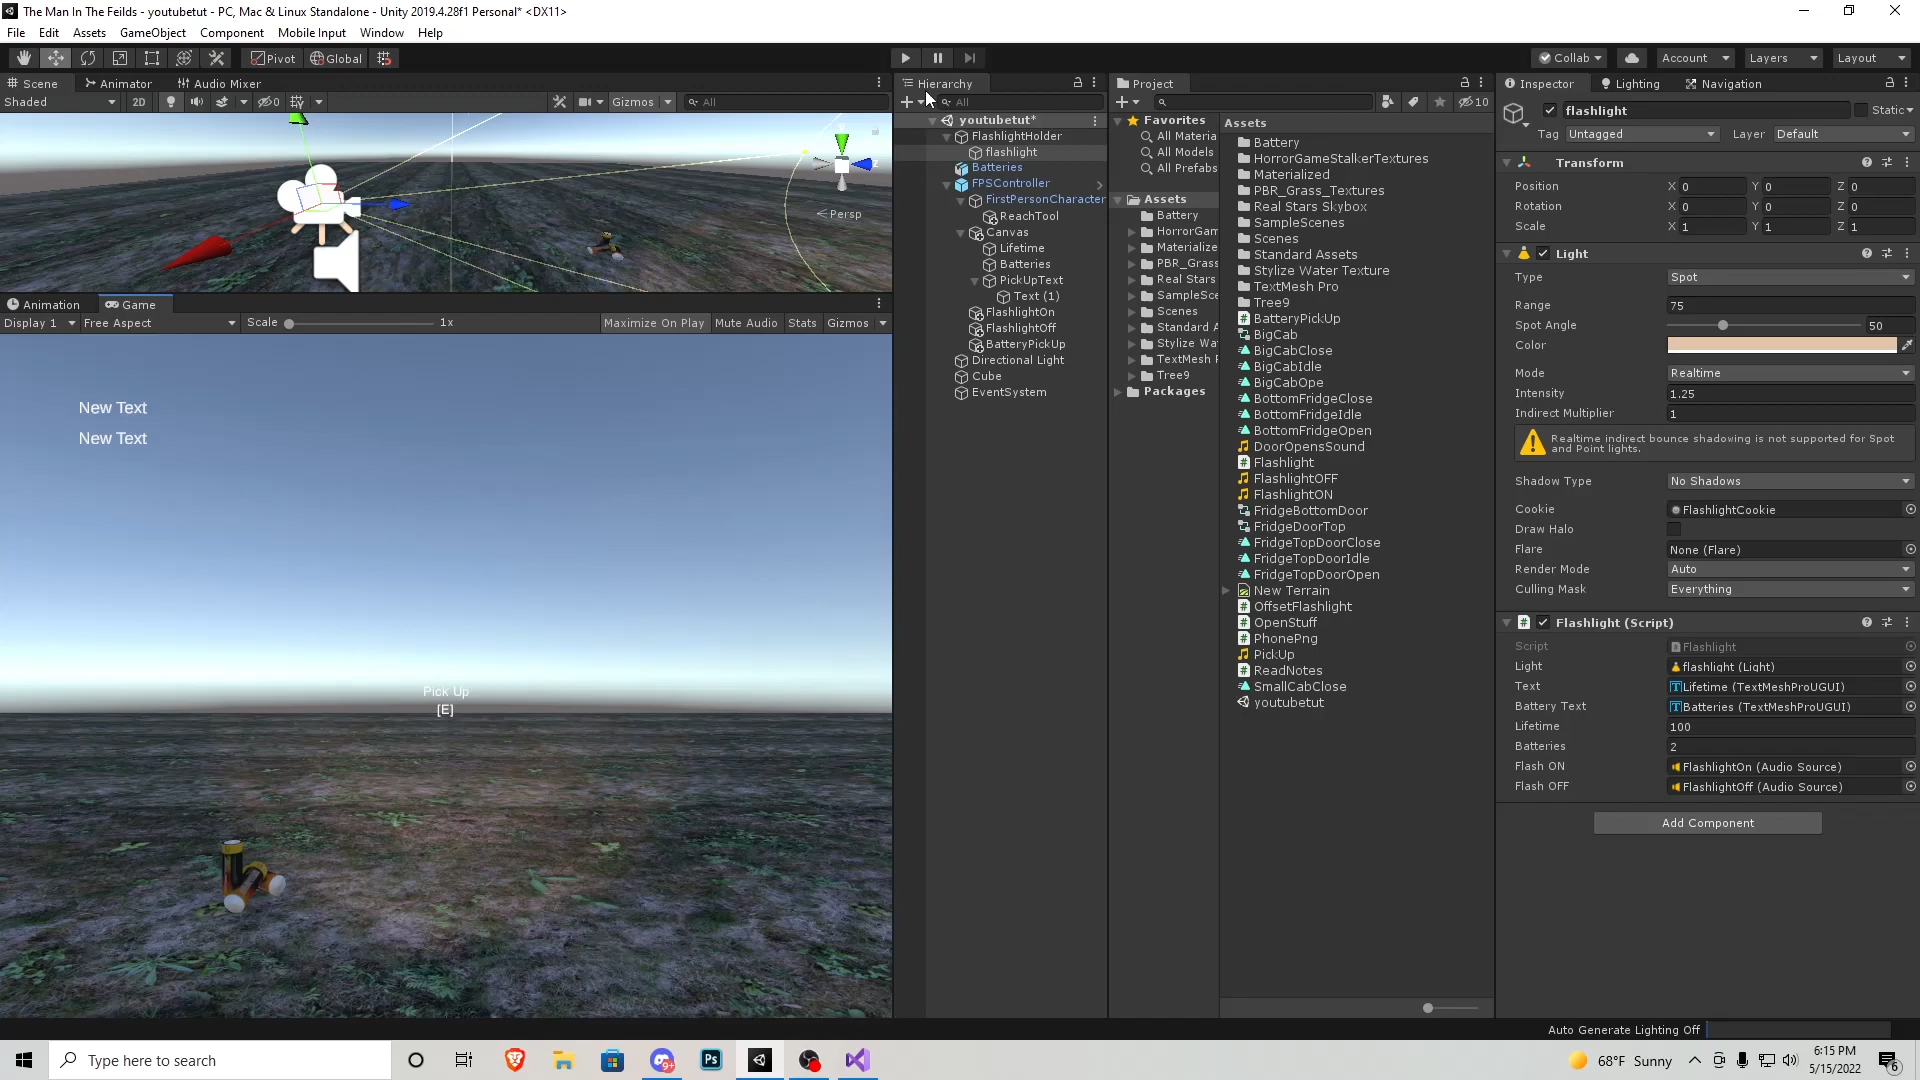 The Man In The Feilds - youtubetut - PC, Mac & Linux Standalone - Unity 2019.4.28f1 Personal* <DX11>
File Edit Assets GameObject Component Mobile Input Window Help
Pivot Global Collab Account Layers Layout
Scene Animator Audio Mixer
Shaded 2D 0 Gizmos All
Persp
Animation Game
Display 1 Free Aspect Scale 1x Maximize On Play Mute Audio Stats Gizmos
New Text
New Text
Pick Up
[E]
Hierarchy
All
youtubetut*
FlashlightHolder
flashlight
Batteries
FPSController
FirstPersonCharacter
ReachTool
Canvas
Lifetime
Batteries
PickUpText
Text (1)
FlashlightOn
FlashlightOff
BatteryPickUp
Directional Light
Cube
EventSystem
Project
10
Favorites
All Materia
All Models
All Prefabs
Assets
Battery
HorrorGam
Materialize
PBR_Grass
Real Stars
SampleSce
Scenes
Standard A
Stylize Wa
TextMesh P
Tree9
Packages
Assets
Battery
HorrorGameStalkerTextures
Materialized
PBR_Grass_Textures
Real Stars Skybox
SampleScenes
Scenes
Standard Assets
Stylize Water Texture
TextMesh Pro
Tree9
BatteryPickUp
BigCab
BigCabClose
BigCabIdle
BigCabOpe
BottomFridgeClose
BottomFridgeIdle
BottomFridgeOpen
DoorOpensSound
Flashlight
FlashlightOFF
FlashlightON
FridgeBottomDoor
FridgeDoorTop
FridgeTopDoorClose
FridgeTopDoorIdle
FridgeTopDoorOpen
New Terrain
OffsetFlashlight
OpenStuff
PhonePng
PickUp
ReadNotes
SmallCabClose
youtubetut
Inspector Lighting Navigation
flashlight Static
Tag Untagged Layer Default
Transform
Position X 0 Y 0 Z 0
Rotation X 0 Y 0 Z 0
Scale X 1 Y 1 Z 1
Light
Type Spot
Range 75
Spot Angle 50
Color
Mode Realtime
Intensity 1.25
Indirect Multiplier 1
Realtime indirect bounce shadowing is not supported for Spot
and Point lights.
Shadow Type No Shadows
Cookie FlashlightCookie
Draw Halo
Flare None (Flare)
Render Mode Auto
Culling Mask Everything
Flashlight (Script)
Script Flashlight
Light flashlight (Light)
Text Lifetime (TextMeshProUGUI)
Battery Text Batteries (TextMeshProUGUI)
Lifetime 100
Batteries 2
Flash ON FlashlightOn (Audio Source)
Flash OFF FlashlightOff (Audio Source)
Add Component
Auto Generate Lighting Off
Type here to search
9+
Ps
68°F Sunny
6:15 PM
5/15/2022
6